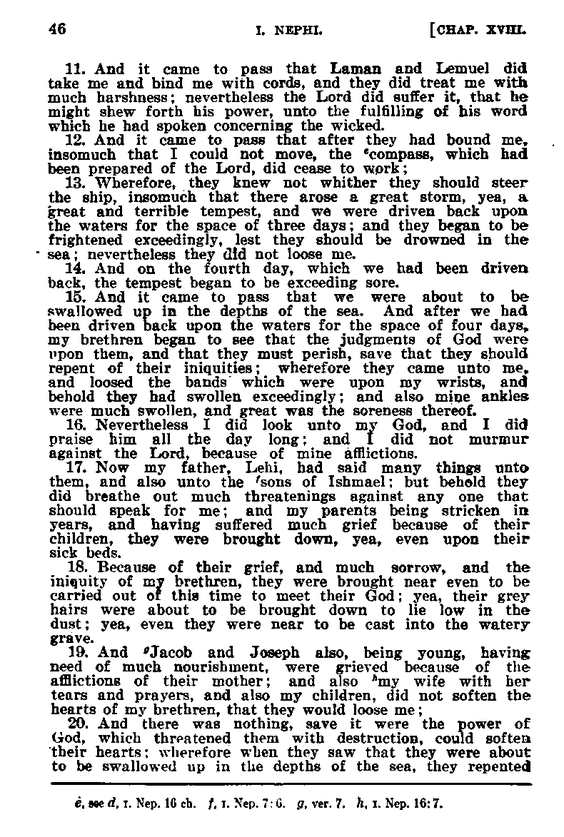 46 I. NEPHI. [CHAP. XVIII.
11. And it came to pass that Laman and Lemuel did
take me and bind me with cords, and they did treat me with
much harshness; nevertheless the Lord did suffer it, that he
might shew forth his power, unto the fulfilling of his word
which he had spoken concerning the wicked.
12. And it came to pass that after they had bound me,
insomuch that I could not move, the ᵉcompass, which had
been prepared of the Lord, did cease to work;
13. Wherefore, they knew not whither they should steer
the ship, insomuch that there arose a great storm, yea, a
great and terrible tempest, and we were driven back upon
the waters for the space of three days; and they began to be
frightened exceedingly, lest they should be drowned in the
sea; nevertheless they did not loose me.
14. And on the fourth day, which we had been driven
back, the tempest began to be exceeding sore.
15. And it came to pass that we were about to be
swallowed up in the depths of the sea. And after we had
been driven back upon the waters for the space of four days,
my brethren began to see that the judgments of God were
upon them, and that they must perish, save that they should
repent of their iniquities; wherefore they came unto me,
and loosed the bands which were upon my wrists, and
behold they had swollen exceedingly; and also mine ankles
were much swollen, and great was the soreness thereof.
16. Nevertheless I did look unto my God, and I did
praise him all the day long; and I did not murmur
against the Lord, because of mine afflictions.
17. Now my father, Lehi, had said many things unto
them, and also unto the ᶠsons of Ishmael; but behold they
did breathe out much threatenings against any one that
should speak for me; and my parents being stricken in
years, and having suffered much grief because of their
children, they were brought down, yea, even upon their
sick beds.
18. Because of their grief, and much sorrow, and the
iniquity of my brethren, they were brought near even to be
carried out of this time to meet their God; yea, their grey
hairs were about to be brought down to lie low in the
dust; yea, even they were near to be cast into the watery
grave.
19. And ᵍJacob and Joseph also, being young, having
need of much nourishment, were grieved because of the
afflictions of their mother; and also ʰmy wife with her
tears and prayers, and also my children, did not soften the
hearts of my brethren, that they would loose me;
20. And there was nothing, save it were the power of
God, which threatened them with destruction, could soften
their hearts; wherefore when they saw that they were about
to be swallowed up in the depths of the sea, they repented
e, see d, I. Nep. 16 ch. f, I. Nep. 7:6. g, ver. 7. h, I. Nep. 16:7.